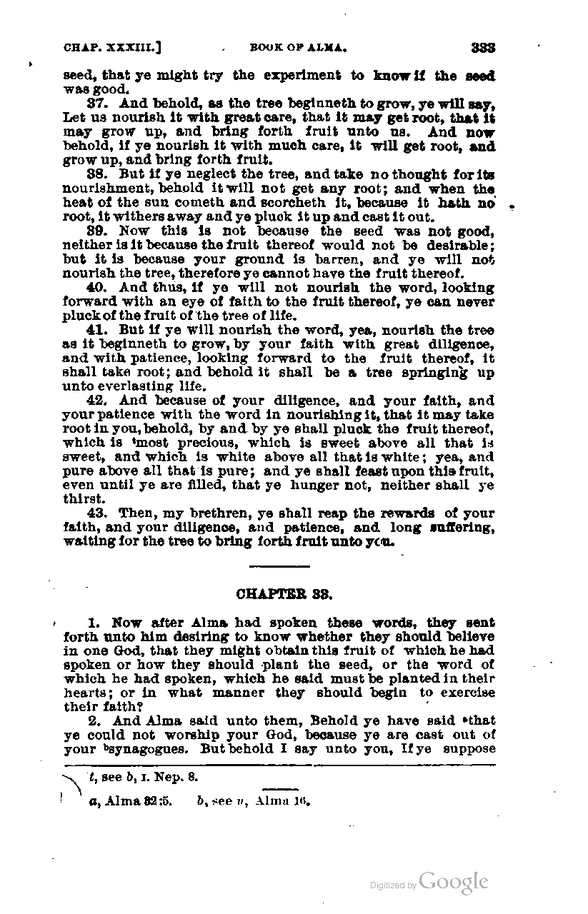 CHAP. XXXIII.] BOOK OF ALMA. 333
seed, that ye might try the experiment to know if the seed
was good.
37. And behold, as the tree beginneth to grow, ye will say,
Let us nourish it with great care, that it may get root, that it
may grow up, and bring forth fruit unto us. And now
behold, if ye nourish it with much care, it will get root, and
grow up, and bring forth fruit.
38. But if ye neglect the tree, and take no thought for its
nourishment, behold it will not get any root; and when the
heat of the sun cometh and scorcheth it, because it hath no
root, it withers away and ye pluck it up and cast it out.
39. Now this is not because the seed was not good,
neither is it because the fruit thereof would not be desirable;
but it is because your ground is barren, and ye will not
nourish the tree, therefore ye cannot have the fruit thereof.
40. And thus, if ye will not nourish the word, looking
forward with an eye of faith to the fruit thereof, ye can never
pluck of the fruit of the tree of life.
41. But if ye will nourish the word, yea, nourish the tree
as it beginneth to grow, by your faith with great diligence,
and with patience, looking forward to the fruit thereof, it
shall take root; and behold it shall be a tree springing up
unto everlasting life.
42. And because of your diligence, and your faith, and
your patience with the word in nourishing it, that it may take
root in you, behold, by and by ye shall pluck the fruit thereof,
which is ᵗmost precious, which is sweet above all that is
sweet, and which is white above all that is white; yea, and
pure above all that is pure; and ye shall feast upon this fruit,
even until ye are filled, that ye hunger not, neither shall ye
thirst.
43. Then, my brethren, ye shall reap the rewards of your
faith, and your diligence, and patience, and long suffering,
waiting for the tree to bring forth fruit unto you.
CHAPTER 33.
1. Now after Alma had spoken these words, they sent
forth unto him desiring to know whether they should believe
in one God, that they might obtain this fruit of which he had
spoken or how they should plant the seed, or the word of
which he had spoken, which he said must be planted in their
hearts; or in what manner they should begin to exercise
their faith?
2. And Alma said unto them, Behold ye have said ᵃthat
ye could not worship your God, because ye are cast out of
your ᵇsynagogues. But behold I say unto you, If ye suppose
t, see b, I. Nep. 8.
a, Alma 32:5. b, see v, Alma 16.
Digitized by Google